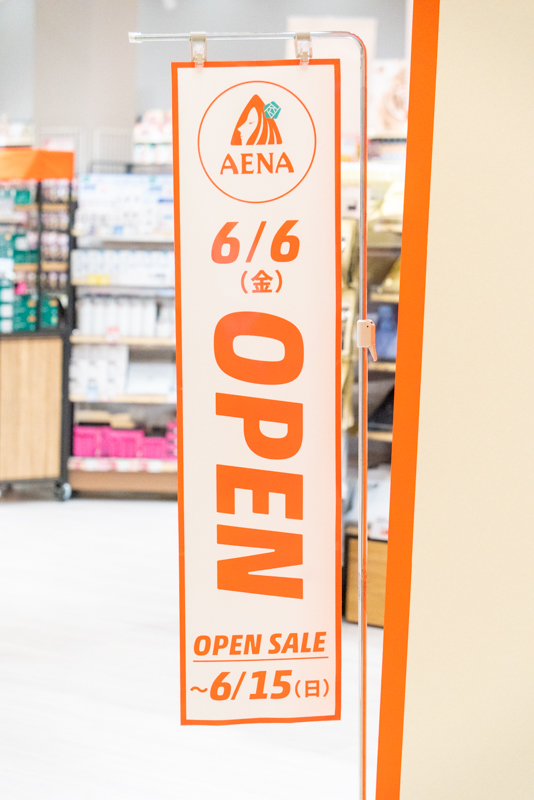 AENA
6/6
(金)
OPEN
OPEN SALE
~6/15(日)